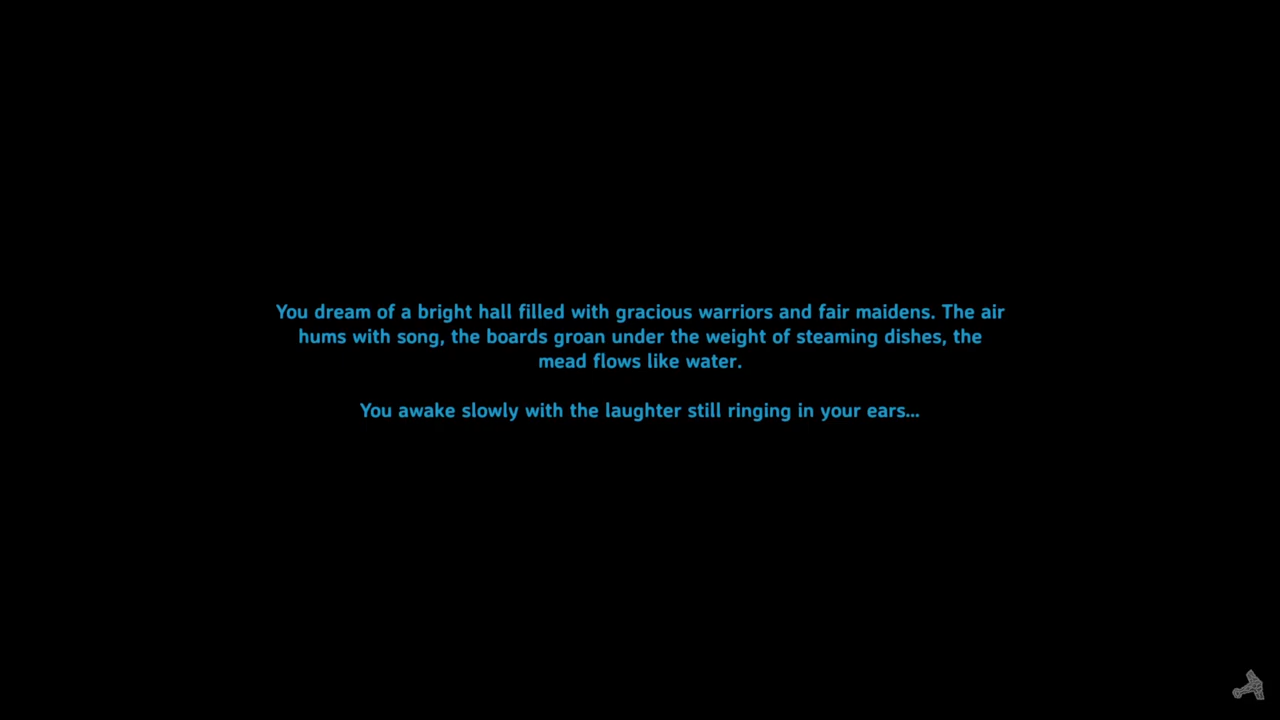 You dream of a bright hall filled with gracious warriors and fair maidens. The air
hums with song, the boards groan under the weight of steaming dishes, the
mead flows like water.
You awake slowly with the laughter still ringing in your ears...